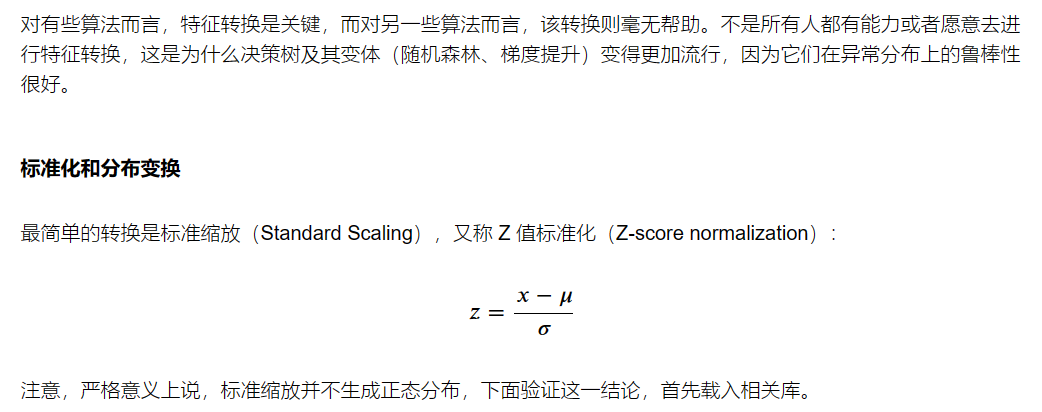 对有些算法而言，特征转换是关键，而对另一些算法而言，该转换则毫无帮助。不是所有人都有能力或者愿意去进
行特征转换，这是为什么决策树及其变体（随机森林、梯度提升）变得更加流行，因为它们在异常分布上的鲁棒性
很好。
标准化和分布变换
最简单的转换是标准缩放（Standard Scaling），又称 Z 值标准化（Z-score normalization）：
z = (x − μ) / σ
注意，严格意义上说，标准缩放并不生成正态分布，下面验证这一结论，首先载入相关库。